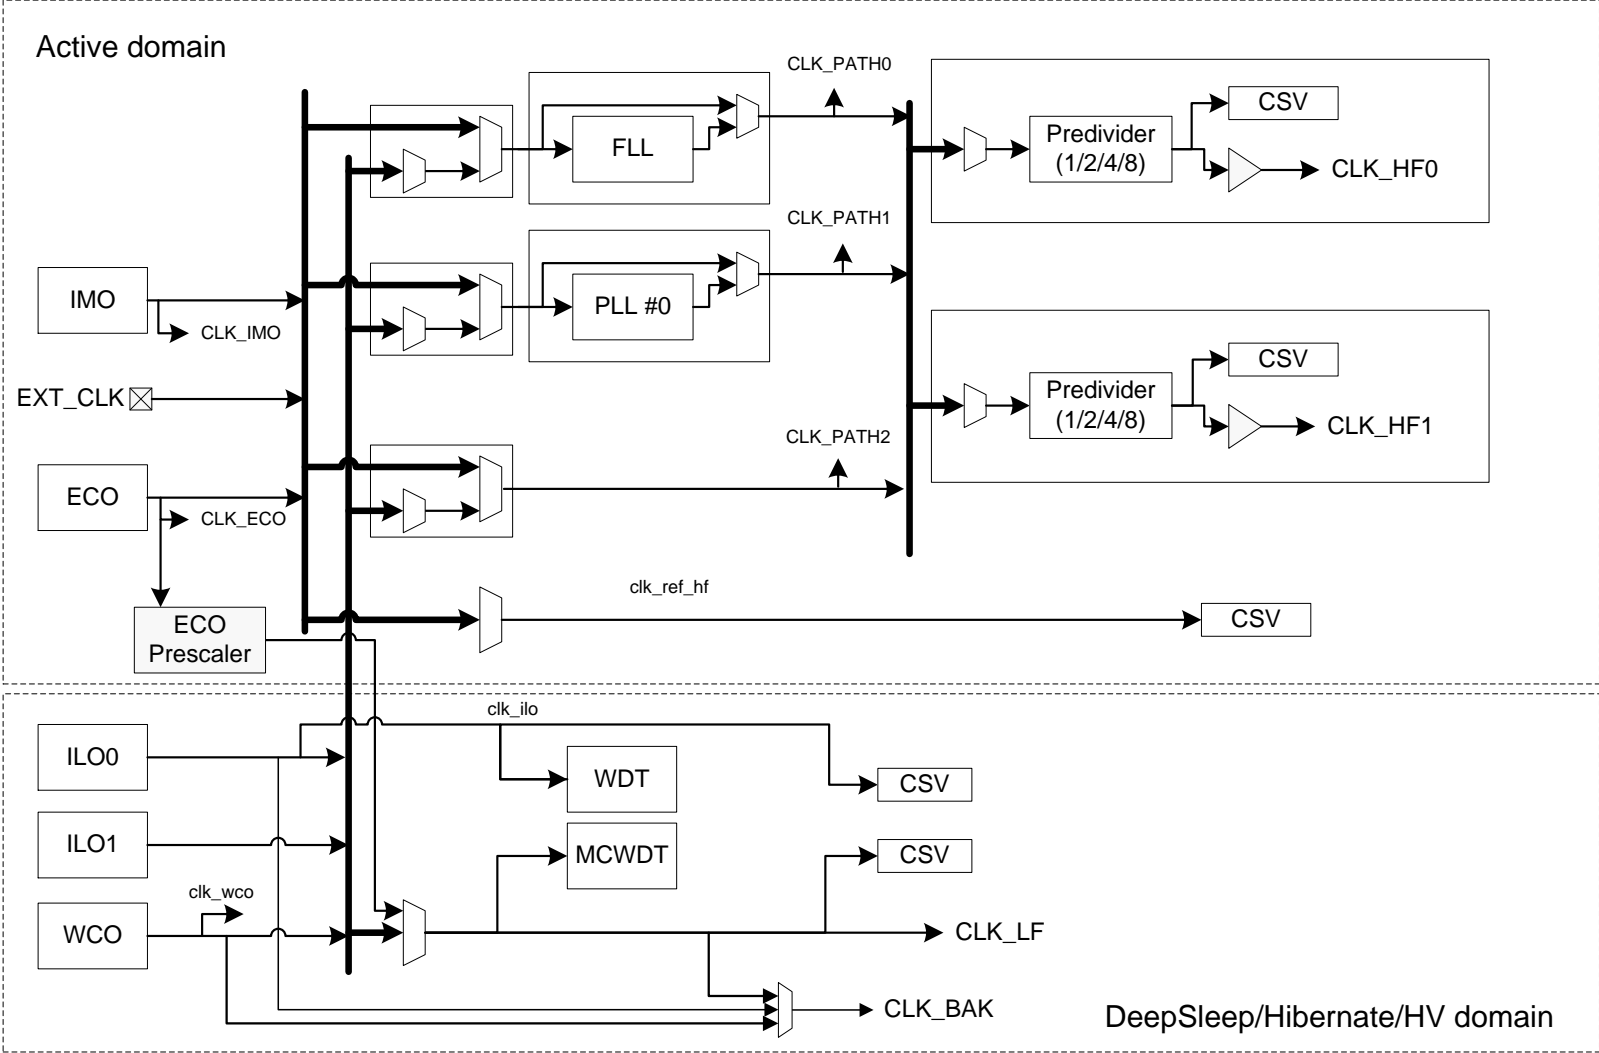 Active domain
CLK_PATH0
CSV
FLL
Predivider
(1/2/4/8)
CLK_HF0
CLK_PATH1
IMO
CLK_IMO
PLL #0
CSV
EXT_CLK
Predivider
(1/2/4/8)
CLK_HF1
CLK_PATH2
ECO
CLK_ECO
clk_ref_hf
ECO
Prescaler
CSV
clk_ilo
ILO0
WDT
CSV
ILO1
MCWDT
CSV
clk_wco
WCO
CLK_LF
CLK_BAK
DeepSleep/Hibernate/HV domain